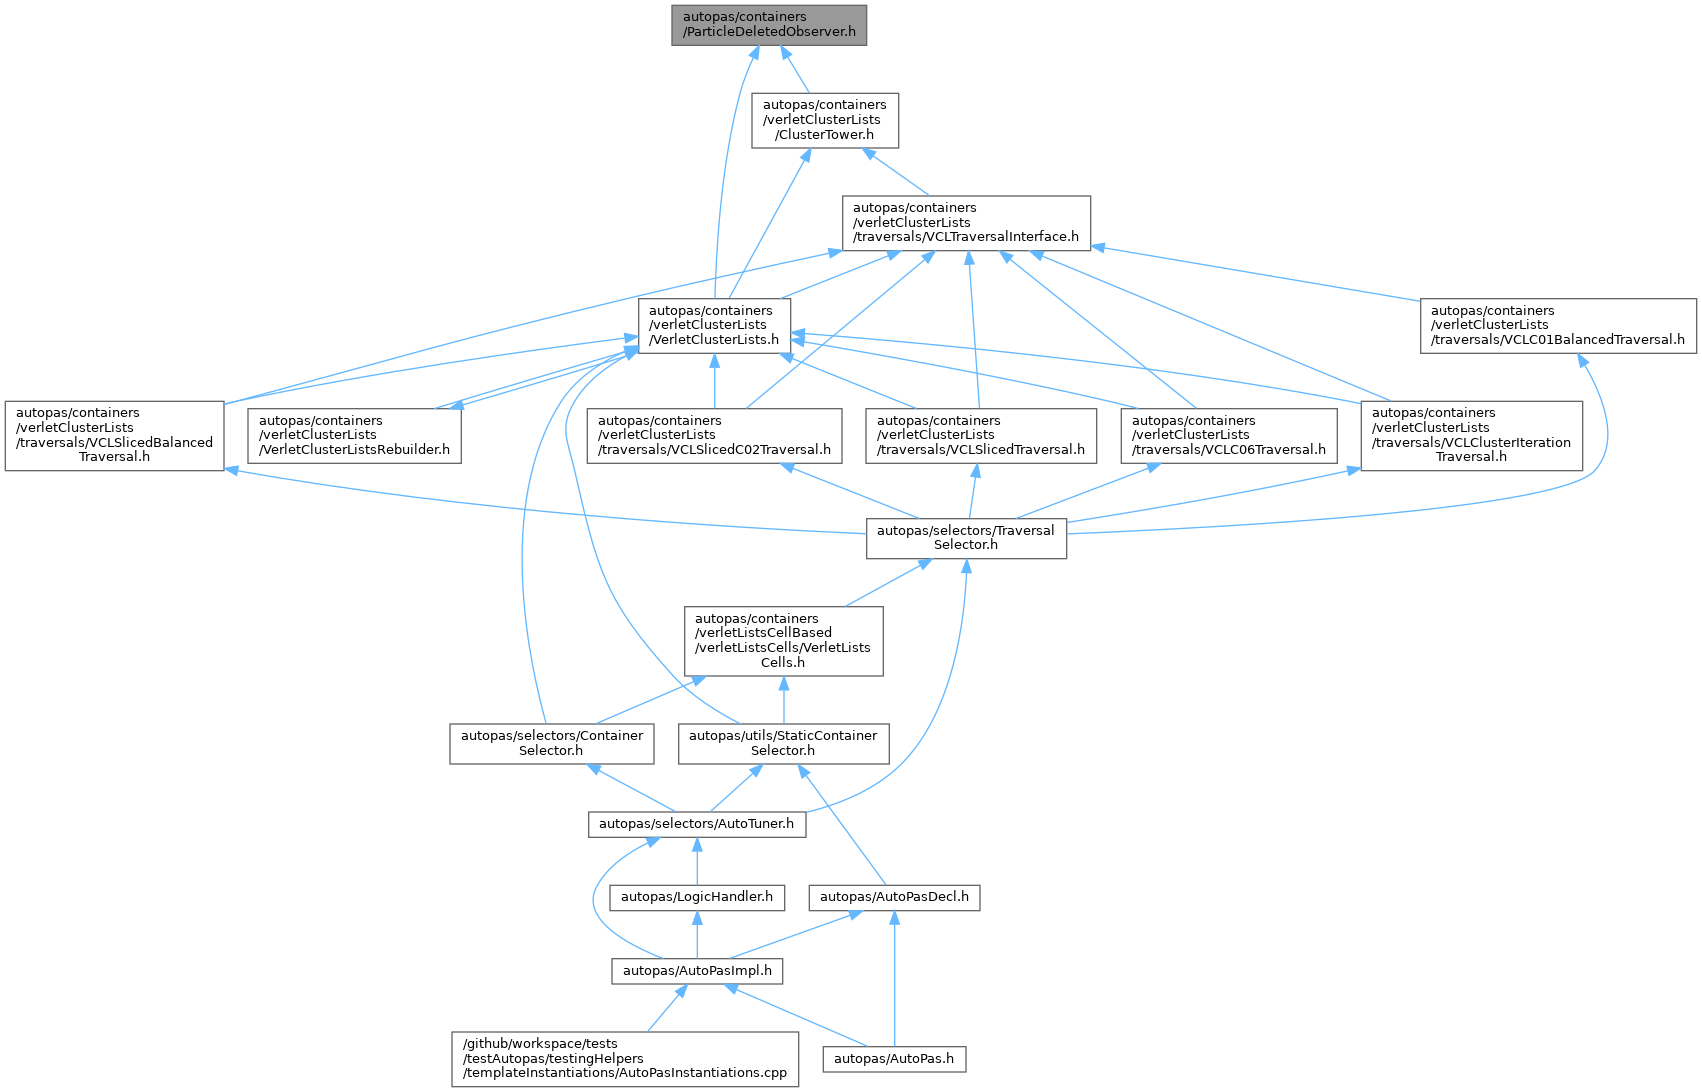 autopas/containers
/ParticleDeletedObserver.h
autopas/containers
/verletClusterLists
/ClusterTower.h
autopas/containers
/verletClusterLists
/traversals/VCLTraversalInterface.h
autopas/containers
/verletClusterLists
/VerletClusterLists.h
autopas/containers
/verletClusterLists
/traversals/VCLC01BalancedTraversal.h
autopas/containers
/verletClusterLists
/traversals/VCLSlicedBalanced
Traversal.h
autopas/containers
/verletClusterLists
/VerletClusterListsRebuilder.h
autopas/containers
/verletClusterLists
/traversals/VCLSlicedC02Traversal.h
autopas/containers
/verletClusterLists
/traversals/VCLSlicedTraversal.h
autopas/containers
/verletClusterLists
/traversals/VCLC06Traversal.h
autopas/containers
/verletClusterLists
/traversals/VCLClusterIteration
Traversal.h
autopas/selectors/Traversal
Selector.h
autopas/containers
/verletListsCellBased
/verletListsCells/VerletLists
Cells.h
autopas/selectors/Container
Selector.h
autopas/utils/StaticContainer
Selector.h
autopas/selectors/AutoTuner.h
autopas/LogicHandler.h
autopas/AutoPasDecl.h
autopas/AutoPasImpl.h
/github/workspace/tests
/testAutopas/testingHelpers
/templateInstantiations/AutoPasInstantiations.cpp
autopas/AutoPas.h